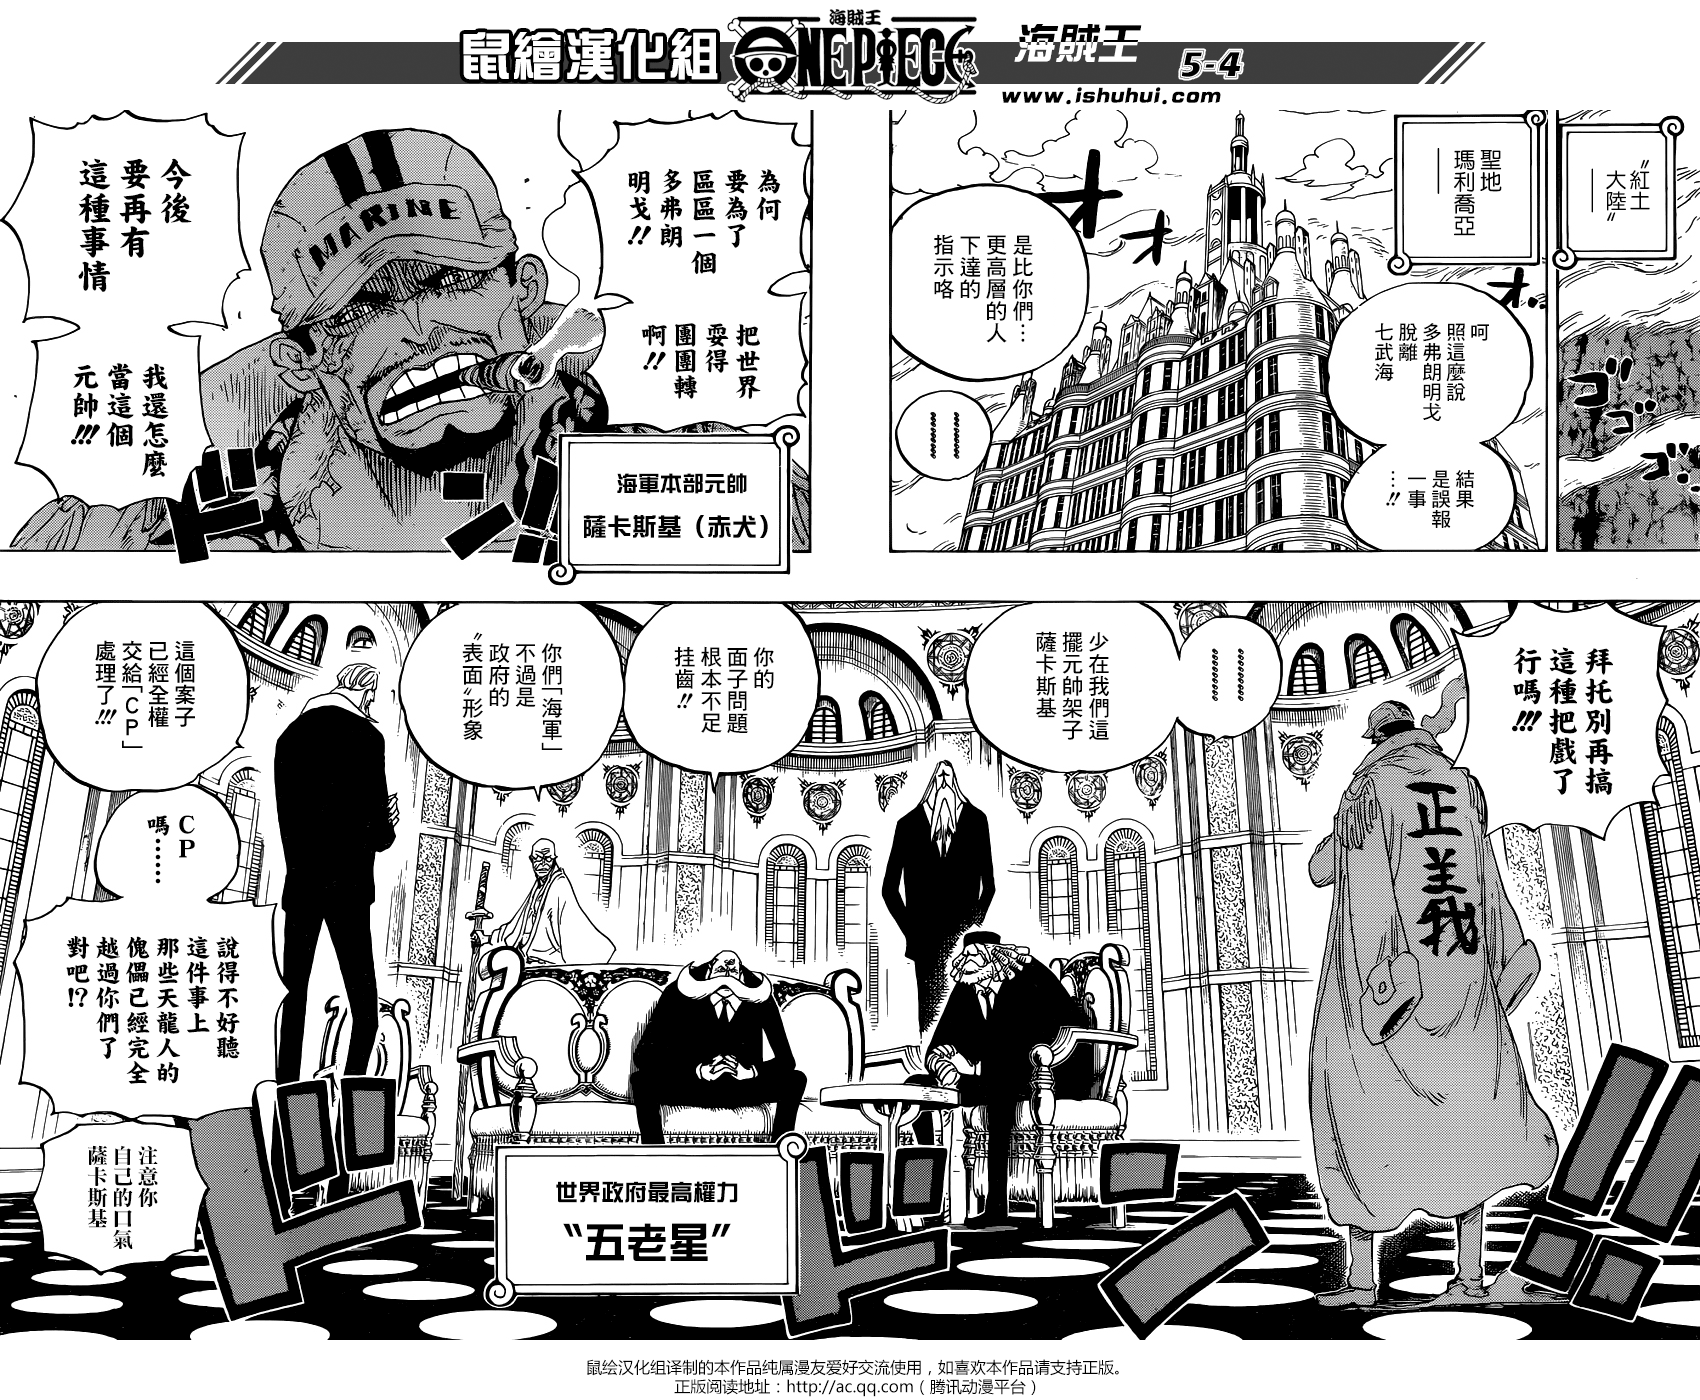 鼠繪漢化組
海賊王
ONE PIECE
海賊王
5-4
www.ishuhui.com
〝紅土
大陸〞
——
聖地
瑪利喬亞
——
ゴゴ
ゴゴ
オオ
オ…
呵
照這麼說
多弗朗明戈
脫離
七武海
結果
是誤報
一事
…!!
是比你們…
更高層的人
下達的
指示咯
………
………
為何
要為了
區區一個
多弗朗
明戈!!
把世界
耍得
團團轉
啊!!
MARINE
今後
要再有
這種事情
我還怎麼
當這個
元帥!!!
海軍本部元帥
薩卡斯基（赤犬）
拜托別再搞
這種把戲了
行嗎!!!
正義
………
………
少在我們這
擺元帥架子
薩卡斯基
你的
面子問題
根本不足
挂齒!!
你們「海軍」
不過是
政府的
〝表面〞形象
這個案子
已經全權
交給「CP」
處理了!!!
CP
嗎……
說得不好聽
這件事上
那些天龍人的
傀儡已經完全
越過你們了
對吧!?
注意你
自己的口氣
薩卡斯基
世界政府最高權力
“五老星”
鼠绘汉化组译制的本作品纯属漫友爱好交流使用，如喜欢本作品请支持正版。
正版阅读地址：http://ac.qq.com（腾讯动漫平台）